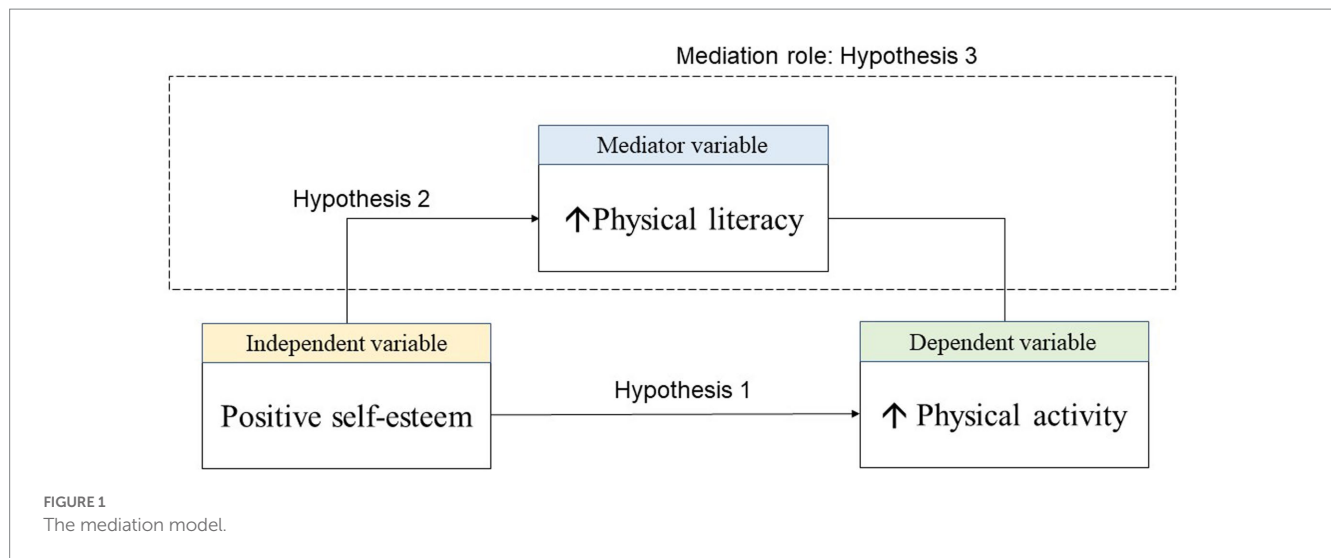 Mediation role: Hypothesis 3
Mediator variable
Hypothesis 2
↑Physical literacy
Independent variable
Dependent variable
Hypothesis 1
Positive self-esteem
↑ Physical activity
FIGURE 1
The mediation model.